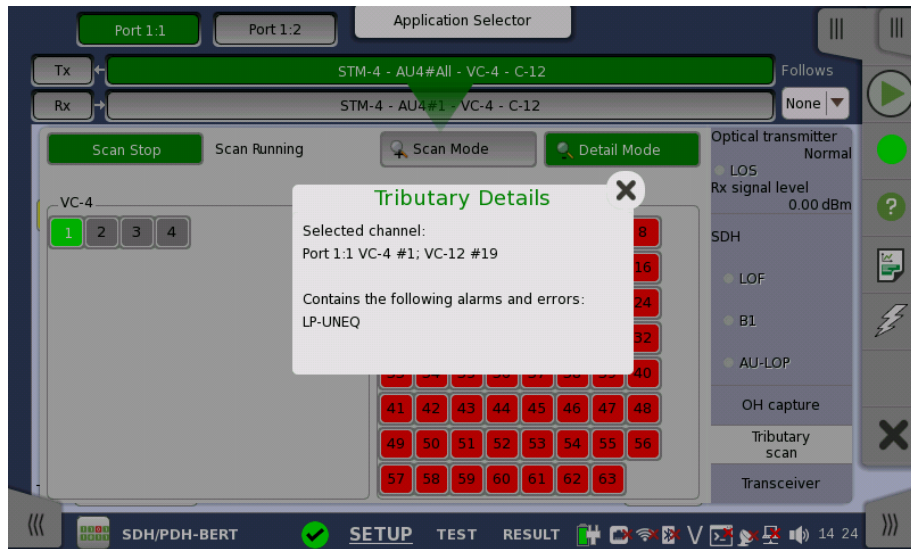 Port 1:1
Port 1:2
Application Selector
Tx
STM-4 - AU4#All - VC-4 - C-12
Follows
Rx
STM-4 - AU4#1 - VC-4 - C-12
None
Scan Stop
Scan Running
Scan Mode
Detail Mode
Optical transmitter
Normal
LOS
Rx signal level
0.00 dBm
SDH
LOF
B1
AU-LOP
OH capture
Tributary
scan
Transceiver
VC-4
1 2 3 4
Tributary Details
Selected channel:
Port 1:1 VC-4 #1; VC-12 #19
Contains the following alarms and errors:
LP-UNEQ
8
16
24
32
40
41 42 43 44 45 46 47 48
49 50 51 52 53 54 55 56
57 58 59 60 61 62 63
SDH/PDH-BERT
SETUP
TEST
RESULT
V
14 24